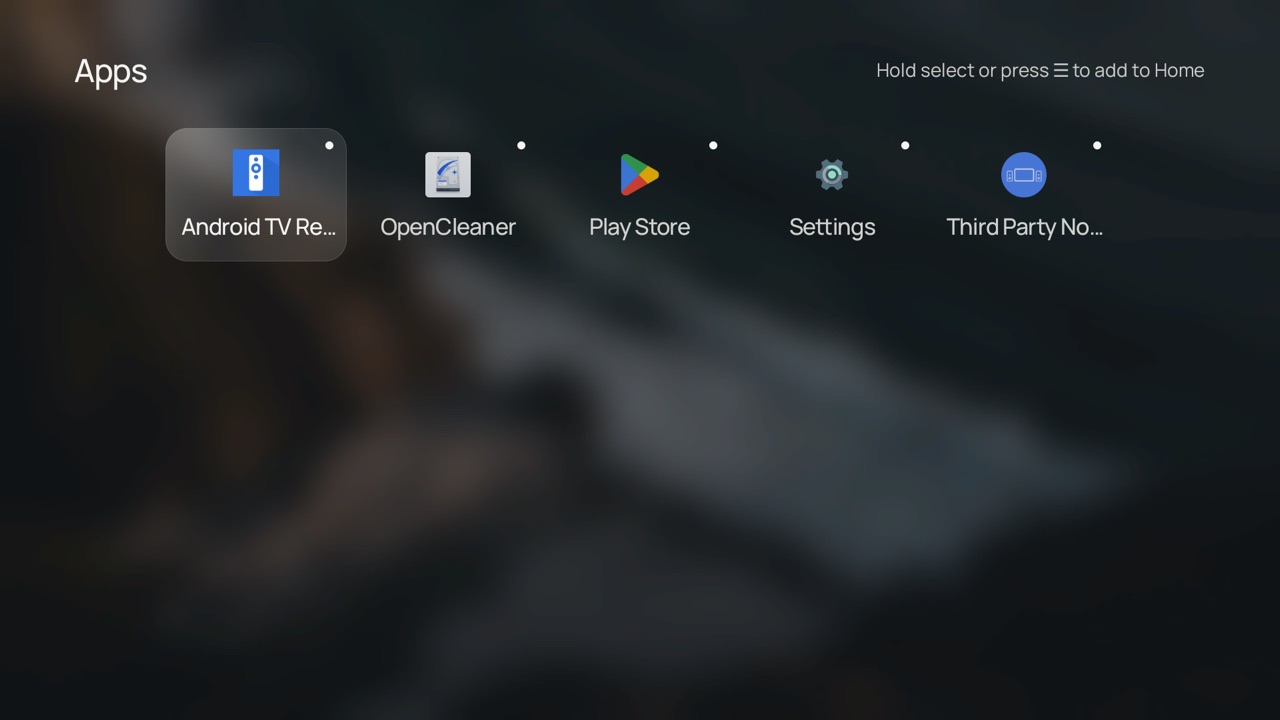 Apps
Hold select or press ☰ to add to Home
Android TV Re...
OpenCleaner
Play Store
Settings
Third Party No...